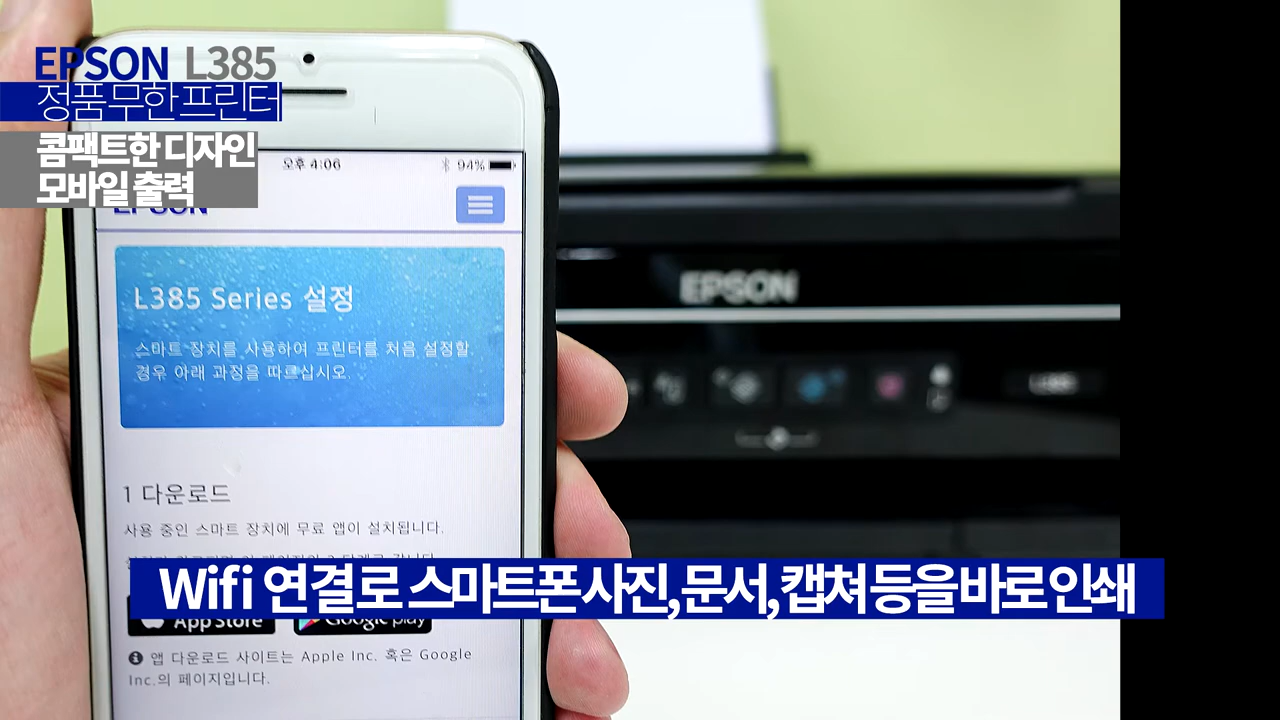 EPSON L385
정품무한프린터
콤팩트한 디자인
모바일 출력
오후 4:06
94%
EPSON
L385 Series 설정
스마트 장치를 사용하여 프린터를 처음 설정할
경우 아래 과정을 따르십시오.
EPSON
L385
1 다운로드
사용 중인 스마트 장치에 무료 앱이 설치됩니다.
Wifi 연결로 스마트폰 사진, 문서, 캡쳐 등을 바로 인쇄
App Store
Google play
앱 다운로드 사이트는 Apple Inc. 혹은 Google
Inc.의 페이지입니다.